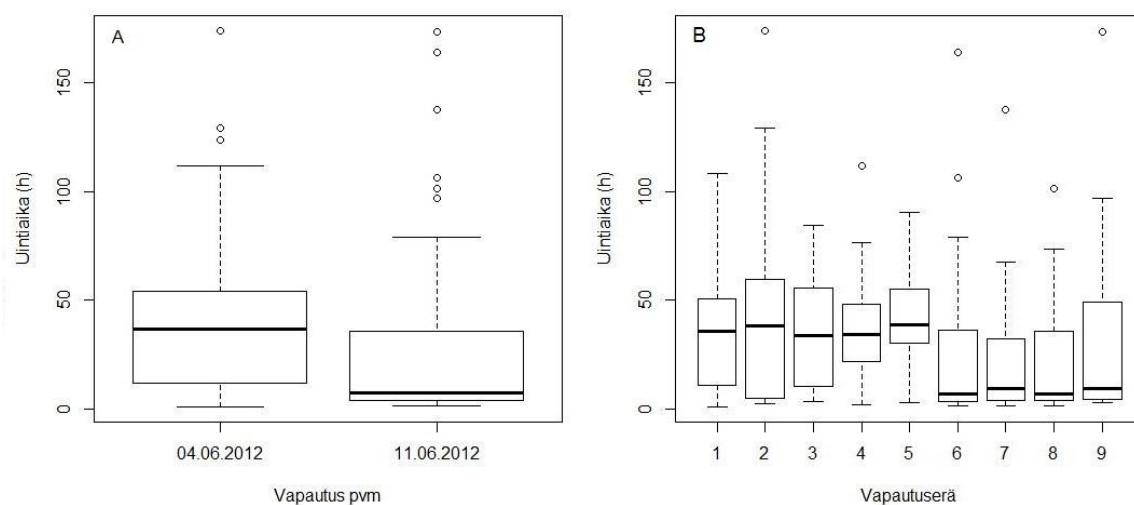 A
Uintiaika (h)
150
100
50
0
04.06.2012 11.06.2012
Vapautus pvm
B
Uintiaika (h)
150
100
50
0
1 2 3 4 5 6 7 8 9
Vapautuserä